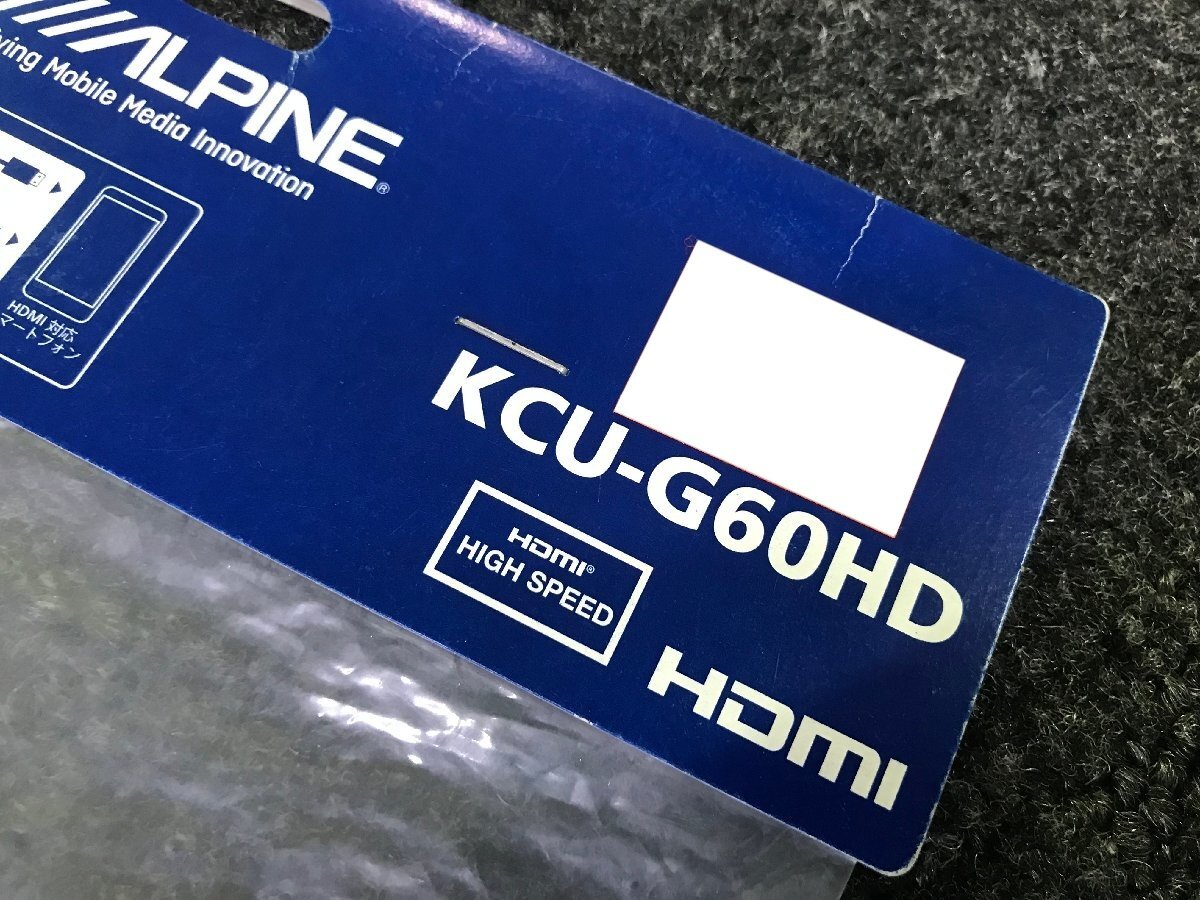 ALPINE®
Mobile Media Innovation
HDMI 対応
マートフォン
KCU-G60HD
HDMI®
HIGH SPEED
HDMI